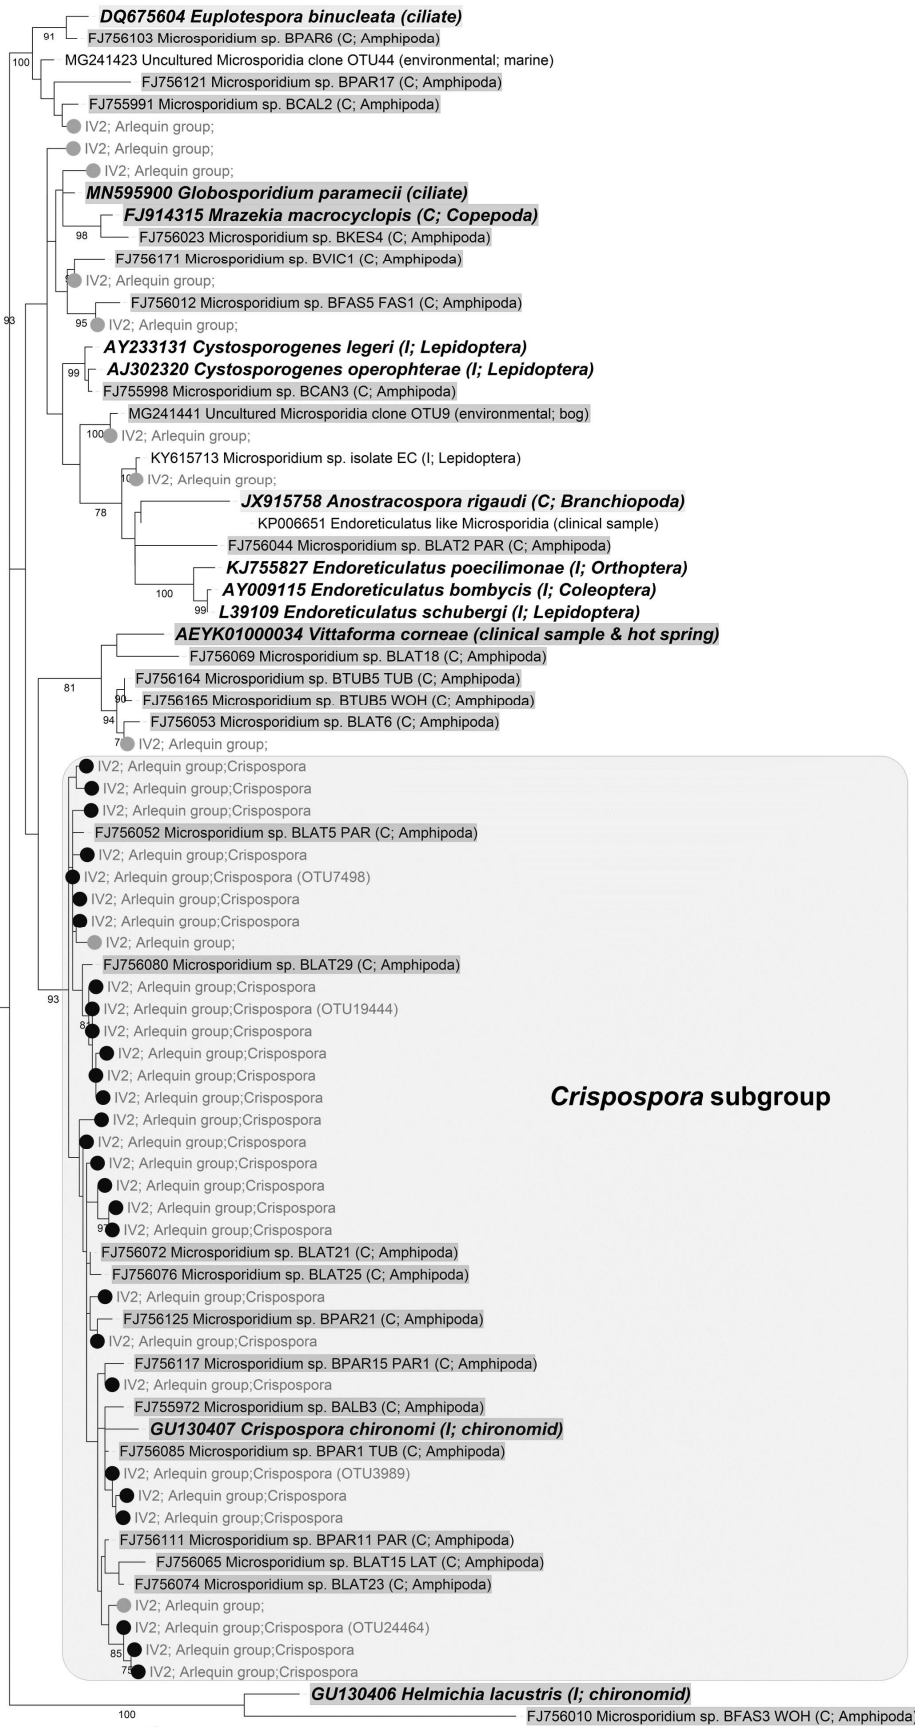 DQ675604 Euplotespora binucleata (ciliate)
91
FJ756103 Microsporidium sp. BPAR6 (C; Amphipoda)
100
MG241423 Uncultured Microsporidia clone OTU44 (environmental; marine)
FJ756121 Microsporidium sp. BPAR17 (C; Amphipoda)
FJ755991 Microsporidium sp. BCAL2 (C; Amphipoda)
IV2; Arlequin group;
IV2; Arlequin group;
IV2; Arlequin group;
MN595900 Globosporidium paramecii (ciliate)
FJ914315 Mrazekia macrocyclopis (C; Copepoda)
98
FJ756023 Microsporidium sp. BKES4 (C; Amphipoda)
FJ756171 Microsporidium sp. BVIC1 (C; Amphipoda)
IV2; Arlequin group;
FJ756012 Microsporidium sp. BFAS5 FAS1 (C; Amphipoda)
93
95
IV2; Arlequin group;
AY233131 Cystosporogenes legeri (I; Lepidoptera)
99
AJ302320 Cystosporogenes operophterae (I; Lepidoptera)
FJ755998 Microsporidium sp. BCAN3 (C; Amphipoda)
MG241441 Uncultured Microsporidia clone OTU9 (environmental; bog)
100
IV2; Arlequin group;
KY615713 Microsporidium sp. isolate EC (I; Lepidoptera)
IV2; Arlequin group;
JX915758 Anostracospora rigaudi (C; Branchiopoda)
78
KP006651 Endoreticulatus like Microsporidia (clinical sample)
FJ756044 Microsporidium sp. BLAT2 PAR (C; Amphipoda)
KJ755827 Endoreticulatus poecilimonae (I; Orthoptera)
100
AY009115 Endoreticulatus bombycis (I; Coleoptera)
99
L39109 Endoreticulatus schubergi (I; Lepidoptera)
AEYK01000034 Vittaforma corneae (clinical sample & hot spring)
FJ756069 Microsporidium sp. BLAT18 (C; Amphipoda)
81
FJ756164 Microsporidium sp. BTUB5 TUB (C; Amphipoda)
90
FJ756165 Microsporidium sp. BTUB5 WOH (C; Amphipoda)
94
FJ756053 Microsporidium sp. BLAT6 (C; Amphipoda)
IV2; Arlequin group;
IV2; Arlequin group;Crispospora
IV2; Arlequin group;Crispospora
IV2; Arlequin group;Crispospora
FJ756052 Microsporidium sp. BLAT5 PAR (C; Amphipoda)
IV2; Arlequin group;Crispospora
IV2; Arlequin group;Crispospora (OTU7498)
IV2; Arlequin group;Crispospora
IV2; Arlequin group;Crispospora
IV2; Arlequin group;
FJ756080 Microsporidium sp. BLAT29 (C; Amphipoda)
IV2; Arlequin group;Crispospora
93
IV2; Arlequin group;Crispospora (OTU19444)
IV2; Arlequin group;Crispospora
IV2; Arlequin group;Crispospora
IV2; Arlequin group;Crispospora
IV2; Arlequin group;Crispospora
Crispospora subgroup
IV2; Arlequin group;Crispospora
IV2; Arlequin group;Crispospora
IV2; Arlequin group;Crispospora
IV2; Arlequin group;Crispospora
IV2; Arlequin group;Crispospora
IV2; Arlequin group;Crispospora
FJ756072 Microsporidium sp. BLAT21 (C; Amphipoda)
FJ756076 Microsporidium sp. BLAT25 (C; Amphipoda)
IV2; Arlequin group;Crispospora
FJ756125 Microsporidium sp. BPAR21 (C; Amphipoda)
IV2; Arlequin group;Crispospora
FJ756117 Microsporidium sp. BPAR15 PAR1 (C; Amphipoda)
IV2; Arlequin group;Crispospora
FJ755972 Microsporidium sp. BALB3 (C; Amphipoda)
GU130407 Crispospora chironomi (I; chironomid)
FJ756085 Microsporidium sp. BPAR1 TUB (C; Amphipoda)
IV2; Arlequin group;Crispospora (OTU3989)
IV2; Arlequin group;Crispospora
IV2; Arlequin group;Crispospora
FJ756111 Microsporidium sp. BPAR11 PAR (C; Amphipoda)
FJ756065 Microsporidium sp. BLAT15 LAT (C; Amphipoda)
FJ756074 Microsporidium sp. BLAT23 (C; Amphipoda)
IV2; Arlequin group;
IV2; Arlequin group;Crispospora (OTU24464)
85
IV2; Arlequin group;Crispospora
75
IV2; Arlequin group;Crispospora
GU130406 Helmichia lacustris (I; chironomid)
100
FJ756010 Microsporidium sp. BFAS3 WOH (C; Amphipoda)